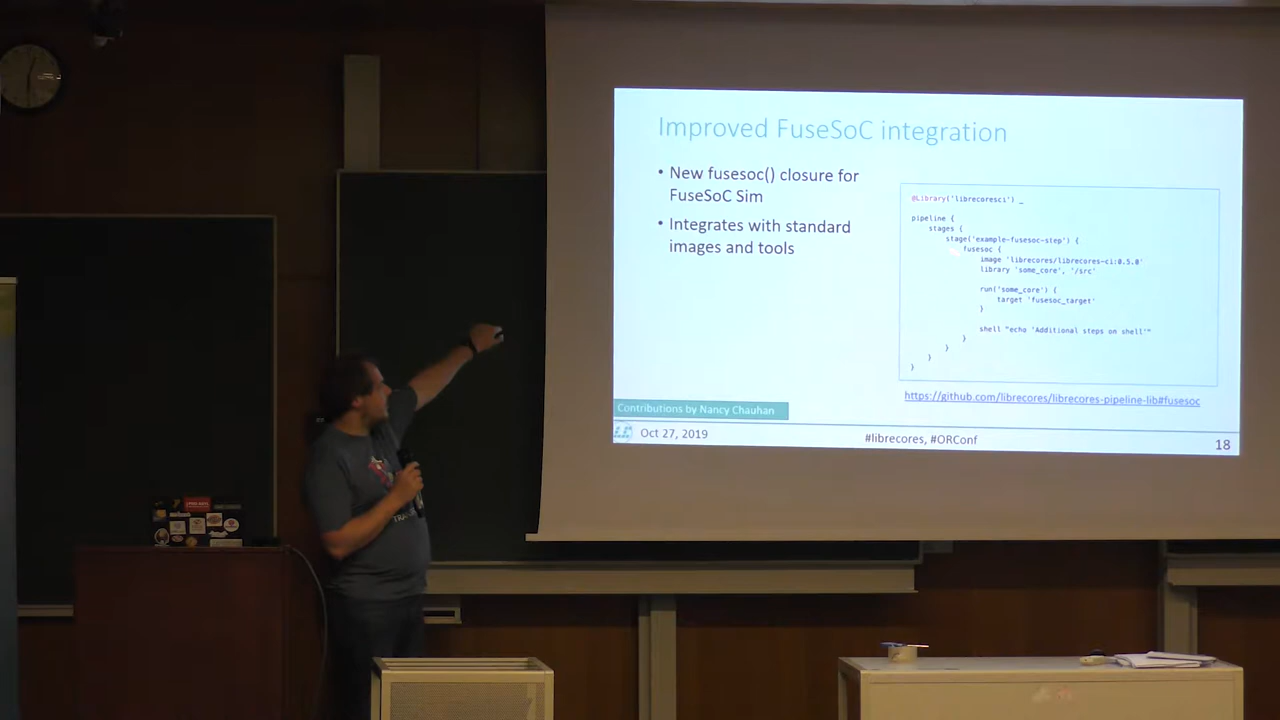 Improved FuseSoC integration
• New fusesoc() closure for
FuseSoC Sim
• Integrates with standard
images and tools
@Library('librecoresci') _
pipeline {
stages {
stage('example-fusesoc-step') {
fusesoc {
image 'librecores/librecores-ci:0.5.0'
library 'some_core', '/src'
run('some_core') {
target 'fusesoc_target'
}
shell "echo 'Additional steps on shell'"
}
}
}
}
https://github.com/librecores/librecores-pipeline-lib#fusesoc
Contributions by Nancy Chauhan
Oct 27, 2019
#librecores, #ORConf
18